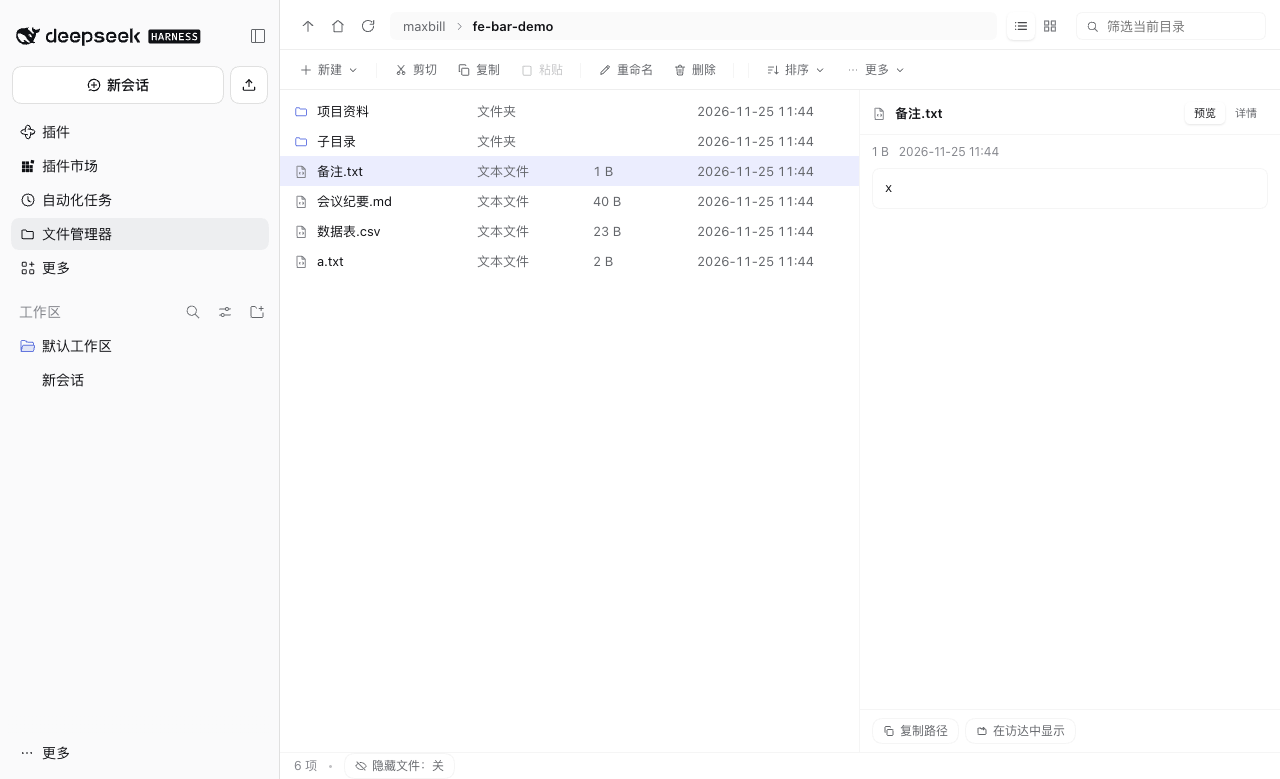 deepseek HARNESS
新会话
插件
插件市场
自动化任务
文件管理器
更多
工作区
默认工作区
新会话
更多
maxbill fe-bar-demo
筛选当前目录
新建 剪切 复制 粘贴 重命名 删除 排序 更多
项目资料 文件夹 2026-11-25 11:44
子目录 文件夹 2026-11-25 11:44
备注.txt 文本文件 1 B 2026-11-25 11:44
会议纪要.md 文本文件 40 B 2026-11-25 11:44
数据表.csv 文本文件 23 B 2026-11-25 11:44
a.txt 文本文件 2 B 2026-11-25 11:44
备注.txt 预览 详情
1 B 2026-11-25 11:44
x
复制路径 在访达中显示
6 项 • 隐藏文件：关